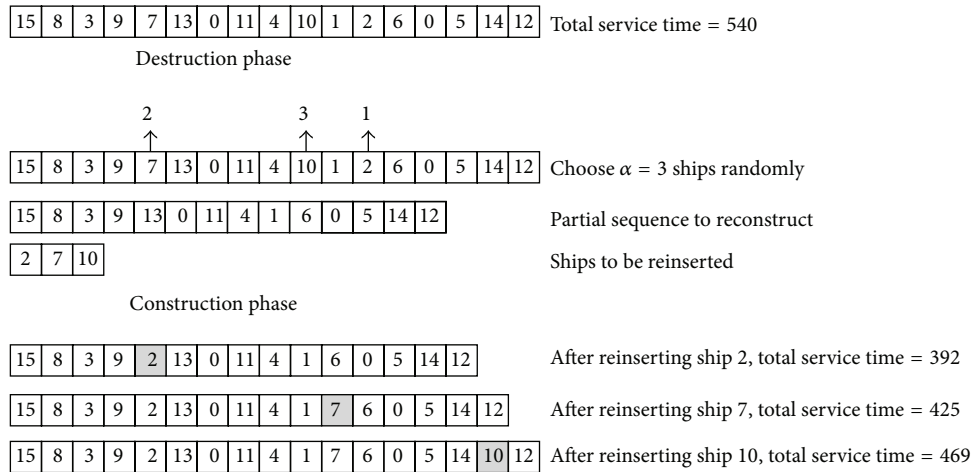 15 8 3 9 7 13 0 11 4 10 1 2 6 0 5 14 12 Total service time = 540
Destruction phase
2 3 1
15 8 3 9 7 13 0 11 4 10 1 2 6 0 5 14 12 Choose α = 3 ships randomly
15 8 3 9 13 0 11 4 1 6 0 5 14 12 Partial sequence to reconstruct
2 7 10 Ships to be reinserted
Construction phase
15 8 3 9 2 13 0 11 4 1 6 0 5 14 12 After reinserting ship 2, total service time = 392
15 8 3 9 2 13 0 11 4 1 7 6 0 5 14 12 After reinserting ship 7, total service time = 425
15 8 3 9 2 13 0 11 4 1 7 6 0 5 14 10 12 After reinserting ship 10, total service time = 469